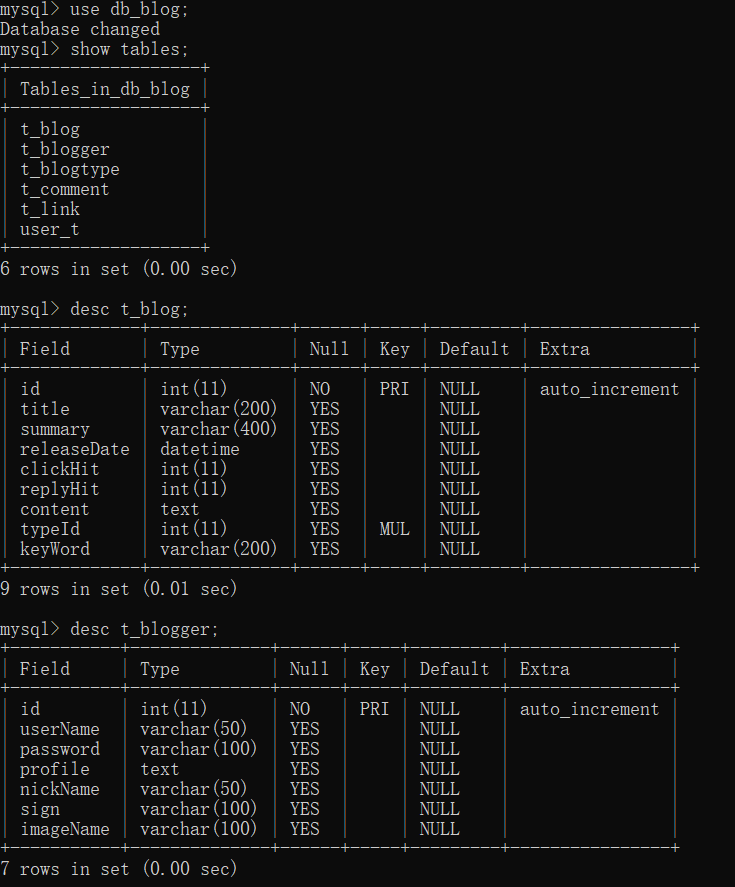 mysql> use db_blog;
Database changed
mysql> show tables;
+-------------------+
| Tables_in_db_blog |
+-------------------+
| t_blog            |
| t_blogger         |
| t_blogtype        |
| t_comment         |
| t_link            |
| user_t            |
+-------------------+
6 rows in set (0.00 sec)

mysql> desc t_blog;
+-------------+--------------+------+-----+---------+----------------+
| Field       | Type         | Null | Key | Default | Extra          |
+-------------+--------------+------+-----+---------+----------------+
| id          | int(11)      | NO   | PRI | NULL    | auto_increment |
| title       | varchar(200) | YES  |     | NULL    |                |
| summary     | varchar(400) | YES  |     | NULL    |                |
| releaseDate | datetime     | YES  |     | NULL    |                |
| clickHit    | int(11)      | YES  |     | NULL    |                |
| replyHit    | int(11)      | YES  |     | NULL    |                |
| content     | text         | YES  |     | NULL    |                |
| typeId      | int(11)      | YES  | MUL | NULL    |                |
| keyWord     | varchar(200) | YES  |     | NULL    |                |
+-------------+--------------+------+-----+---------+----------------+
9 rows in set (0.01 sec)

mysql> desc t_blogger;
+-----------+--------------+------+-----+---------+----------------+
| Field     | Type         | Null | Key | Default | Extra          |
+-----------+--------------+------+-----+---------+----------------+
| id        | int(11)      | NO   | PRI | NULL    | auto_increment |
| userName  | varchar(50)  | YES  |     | NULL    |                |
| password  | varchar(100) | YES  |     | NULL    |                |
| profile   | text         | YES  |     | NULL    |                |
| nickName  | varchar(50)  | YES  |     | NULL    |                |
| sign      | varchar(100) | YES  |     | NULL    |                |
| imageName | varchar(100) | YES  |     | NULL    |                |
+-----------+--------------+------+-----+---------+----------------+
7 rows in set (0.00 sec)